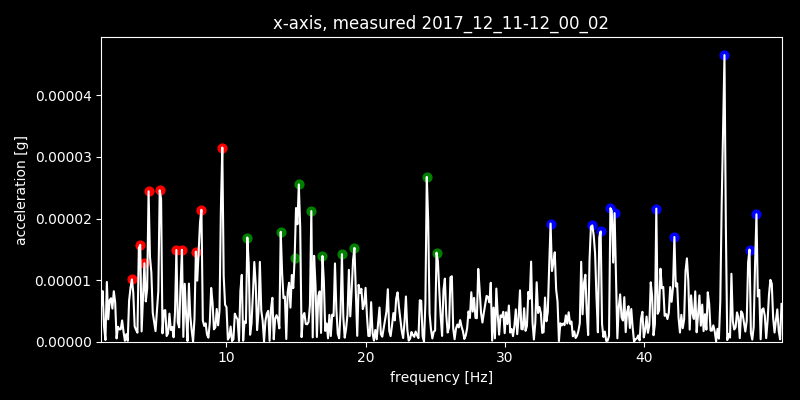 x-axis, measured 2017_12_11-12_00_02
acceleration [g]
0.00004
0.00003
0.00002
0.00001
0.00000
10 20 30 40
frequency [Hz]